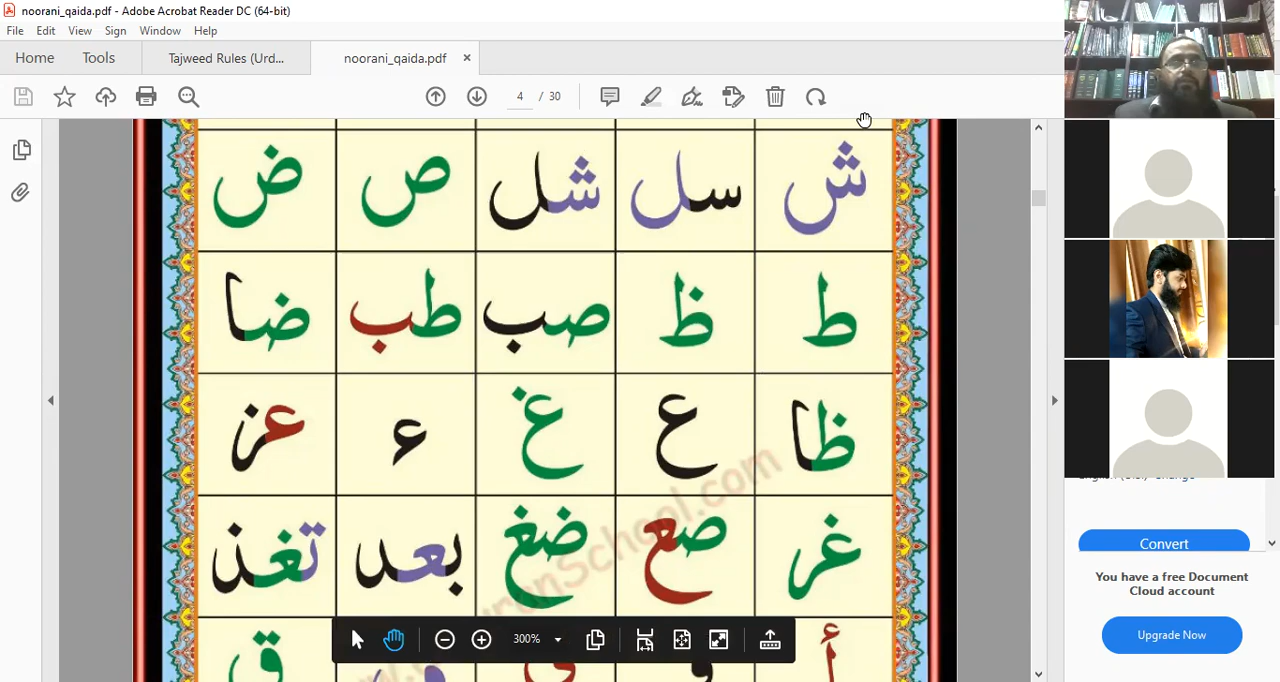 noorani_qaida.pdf - Adobe Acrobat Reader DC (64-bit)
File Edit View Sign Window Help
Home Tools Tajweed Rules (Urd... noorani_qaida.pdf ×
4 / 30
ش سل شل ص ض
ط ظ صب طب ضا
ظا ع غ ء عز
غر صع ضغ بعد تغذ
أ
ق
300%
Convert
You have a free Document
Cloud account
Upgrade Now